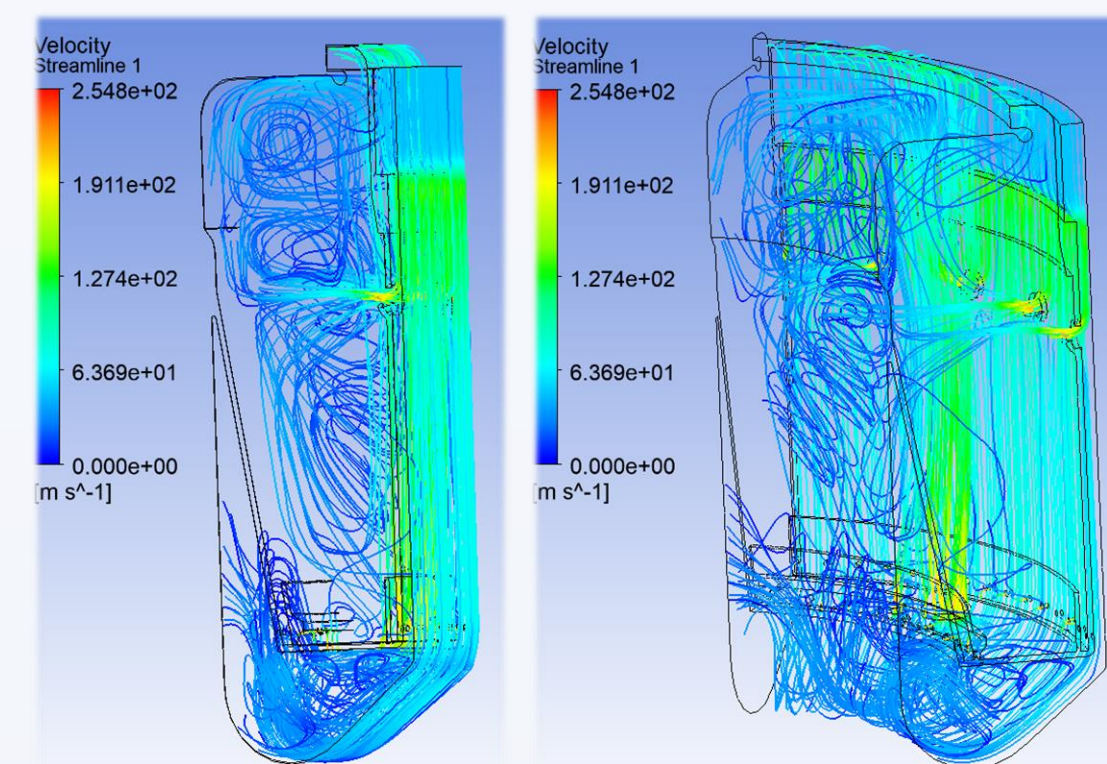 Velocity
Streamline 1
2.548e+02
1.911e+02
1.274e+02
6.369e+01
0.000e+00
[m s^-1]
Velocity
Streamline 1
2.548e+02
1.911e+02
1.274e+02
6.369e+01
0.000e+00
[m s^-1]